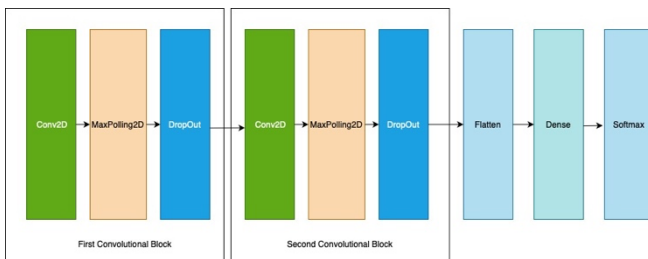 Conv2D
MaxPolling2D
DropOut
Conv2D
MaxPolling2D
DropOut
Flatten
Dense
Softmax
First Convolutional Block
Second Convolutional Block